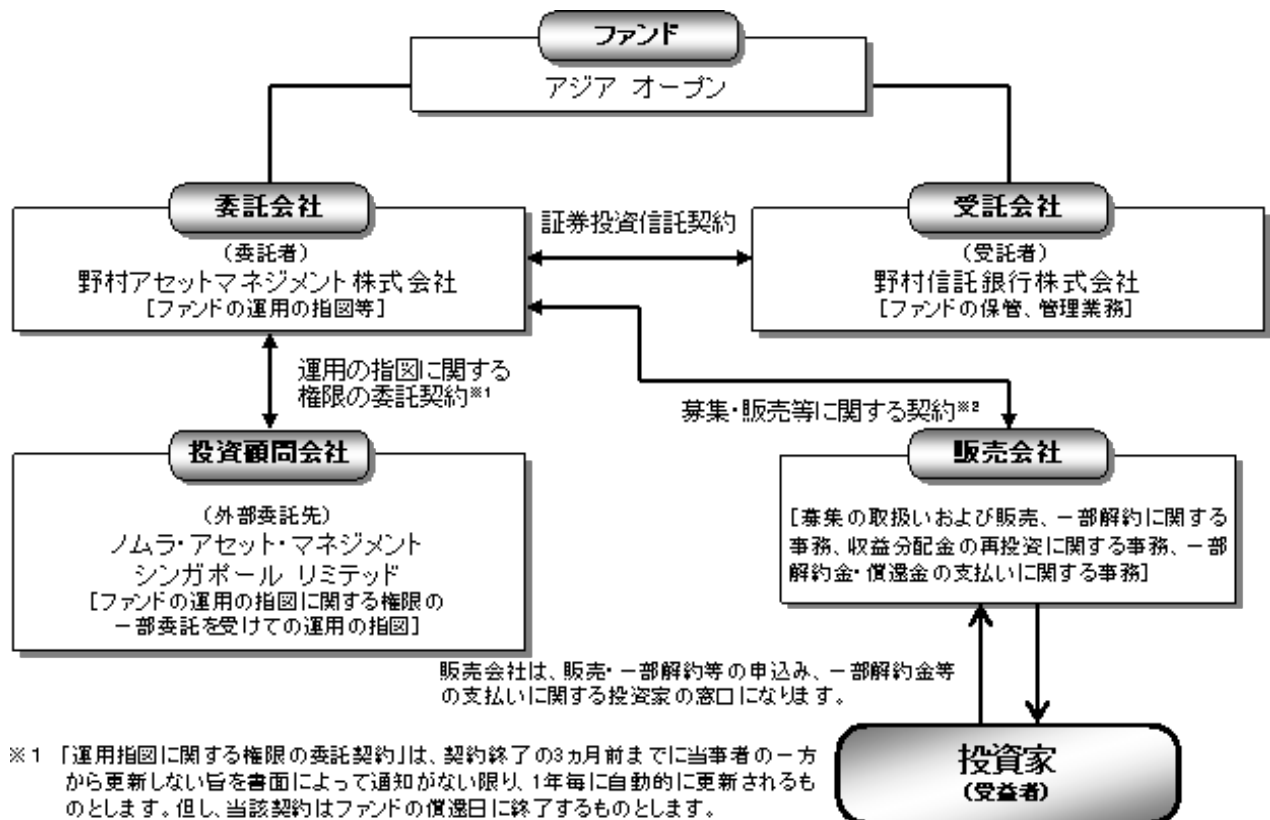 ファンド
アジア オープン
委託会社
(委託者)
野村アセットマネジメント株式会社
[ファンドの運用の指図等]
証券投資信託契約
受託会社
(受託者)
野村信託銀行株式会社
[ファンドの保管、管理業務]
運用の指図に関する
権限の委託契約※1
募集・販売等に関する契約※2
投資顧問会社
(外部委託先)
ノムラ・アセット・マネジメント
シンガポール リミテッド
[ファンドの運用の指図に関する権限の
一部委託を受けての運用の指図]
販売会社
[募集の取扱いおよび販売、一部解約に関する
事務、収益分配金の再投資に関する事務、一部
解約金・償還金の支払いに関する事務]
販売会社は、販売・一部解約等の申込み、一部解約金等
の支払いに関する投資家の窓口になります。
投資家
(受益者)
※1 「運用指図に関する権限の委託契約」は、契約終了の3ヵ月前までに当事者の一方
から更新しない旨を書面によって通知がない限り、1年毎に自動的に更新されるも
のとします。但し、当該契約はファンドの償還日に終了するものとします。